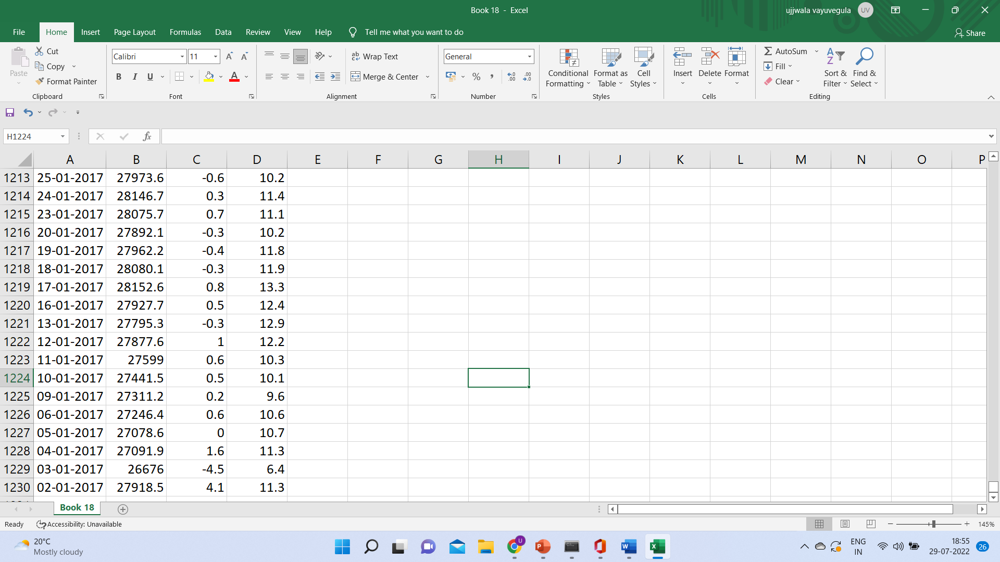 Book 18 - Excel
ujjwala vayuvegula UV
File Home Insert Page Layout Formulas Data Review View Help Tell me what you want to do Share
Paste Cut Copy Format Painter Clipboard
Calibri 11 B I U Font
Wrap Text Merge & Center Alignment
General % , Number
Conditional Formatting Format as Table Cell Styles Styles
Insert Delete Format Cells
AutoSum Fill Clear Sort & Filter Find & Select Editing
H1224 fx
A B C D E F G H I J K L M N O P
1213 25-01-2017 27973.6 -0.6 10.2
1214 24-01-2017 28146.7 0.3 11.4
1215 23-01-2017 28075.7 0.7 11.1
1216 20-01-2017 27892.1 -0.3 10.2
1217 19-01-2017 27962.2 -0.4 11.8
1218 18-01-2017 28080.1 -0.3 11.9
1219 17-01-2017 28152.6 0.8 13.3
1220 16-01-2017 27927.7 0.5 12.4
1221 13-01-2017 27795.3 -0.3 12.9
1222 12-01-2017 27877.6 1 12.2
1223 11-01-2017 27599 0.6 10.3
1224 10-01-2017 27441.5 0.5 10.1
1225 09-01-2017 27311.2 0.2 9.6
1226 06-01-2017 27246.4 0.6 10.6
1227 05-01-2017 27078.6 0 10.7
1228 04-01-2017 27091.9 1.6 11.3
1229 03-01-2017 26676 -4.5 6.4
1230 02-01-2017 27918.5 4.1 11.3
Book 18
Ready Accessibility: Unavailable 145%
20°C
Mostly cloudy
ENG
IN
18:55
29-07-2022
26